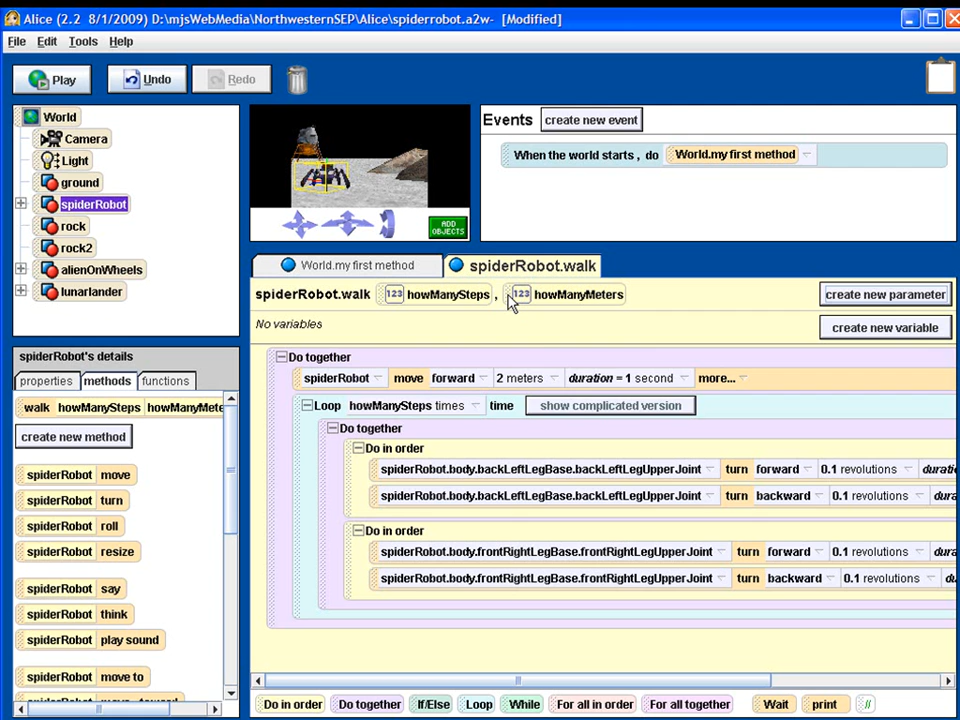 Alice (2.2 8/1/2009) D:\mjsWebMedia\NorthwesternSEP\Alice\spiderrobot.a2w- [Modified]
File Edit Tools Help
Play Undo Redo
World
Camera
Light
ground
spiderRobot
rock
rock2
alienOnWheels
lunarlander
ADD
OBJECTS
Events create new event
When the world starts , do World.my first method
spiderRobot's details
properties methods functions
walk howManySteps howManyMete
create new method
spiderRobot move
spiderRobot turn
spiderRobot roll
spiderRobot resize
spiderRobot say
spiderRobot think
spiderRobot play sound
spiderRobot move to
World.my first method spiderRobot.walk
spiderRobot.walk 123 howManySteps , 123 howManyMeters create new parameter
No variables create new variable
Do together
spiderRobot move forward 2 meters duration = 1 second more...
Loop howManySteps times time show complicated version
Do together
Do in order
spiderRobot.body.backLeftLegBase.backLeftLegUpperJoint turn forward 0.1 revolutions duratio
spiderRobot.body.backLeftLegBase.backLeftLegUpperJoint turn backward 0.1 revolutions dura
Do in order
spiderRobot.body.frontRightLegBase.frontRightLegUpperJoint turn forward 0.1 revolutions dura
spiderRobot.body.frontRightLegBase.frontRightLegUpperJoint turn backward 0.1 revolutions du
Do in order Do together If/Else Loop While For all in order For all together Wait print //